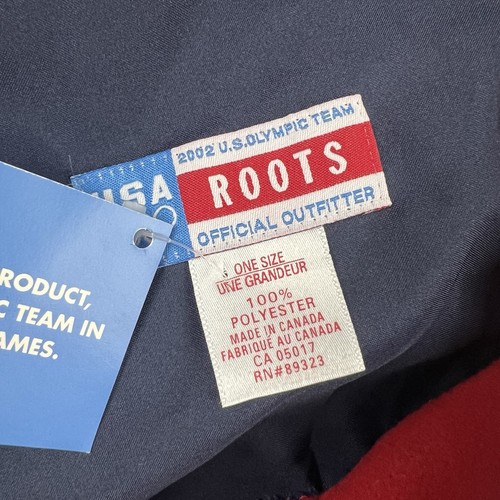 2002 U.S. OLYMPIC TEAM
USA
ROOTS
OFFICIAL OUTFITTER
ONE SIZE
UNE GRANDEUR
100%
POLYESTER
MADE IN CANADA
FABRIQUE AU CANADA
CA 05017
RN#89323
PRODUCT,
C TEAM IN
AMES.